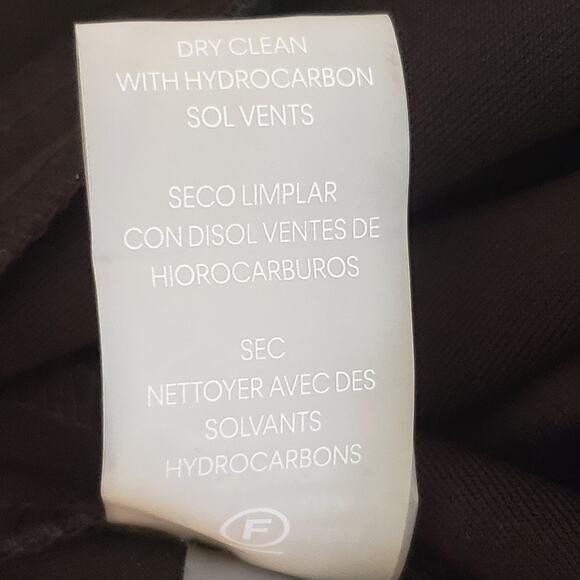 DRY CLEAN
WITH HYDROCARBON
SOL VENTS
SECO LIMPLAR
CON DISOL VENTES DE
HIOROCARBUROS
SEC
NETTOYER AVEC DES
SOLVANTS
HYDROCARBONS
F